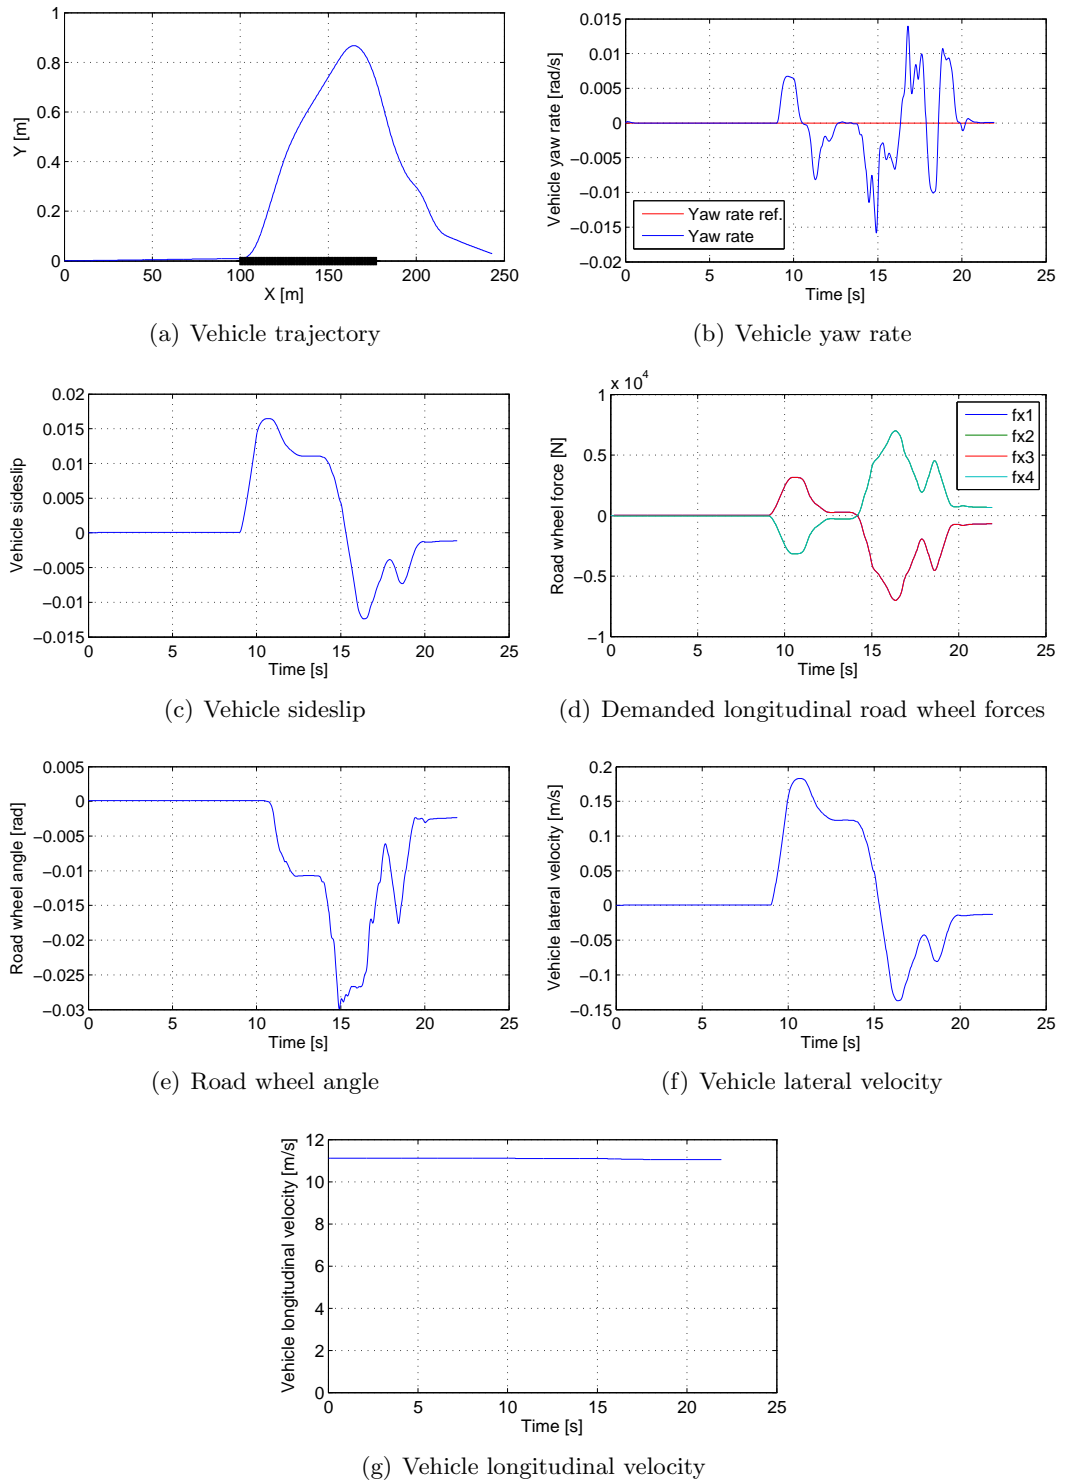 1
0.8
0.6
0.4
0.2
0
0 50 100 150 200 250
Y [m]
X [m]
(a) Vehicle trajectory
0.015
0.01
0.005
0
−0.005
−0.01
−0.015
−0.02
0 5 10 15 20 25
Vehicle yaw rate [rad/s]
Time [s]
Yaw rate ref.
Yaw rate
(b) Vehicle yaw rate
0.02
0.015
0.01
0.005
0
−0.005
−0.01
−0.015
0 5 10 15 20 25
Vehicle sideslip
Time [s]
(c) Vehicle sideslip
x 10^4
1
0.5
0
−0.5
−1
0 5 10 15 20 25
Road wheel force [N]
Time [s]
fx1
fx2
fx3
fx4
(d) Demanded longitudinal road wheel forces
0.005
0
−0.005
−0.01
−0.015
−0.02
−0.025
−0.03
0 5 10 15 20 25
Road wheel angle [rad]
Time [s]
(e) Road wheel angle
0.2
0.15
0.1
0.05
0
−0.05
−0.1
−0.15
0 5 10 15 20 25
Vehicle lateral velocity [m/s]
Time [s]
(f) Vehicle lateral velocity
12
10
8
6
4
2
0
0 5 10 15 20 25
Vehicle longitudinal velocity [m/s]
Time [s]
(g) Vehicle longitudinal velocity